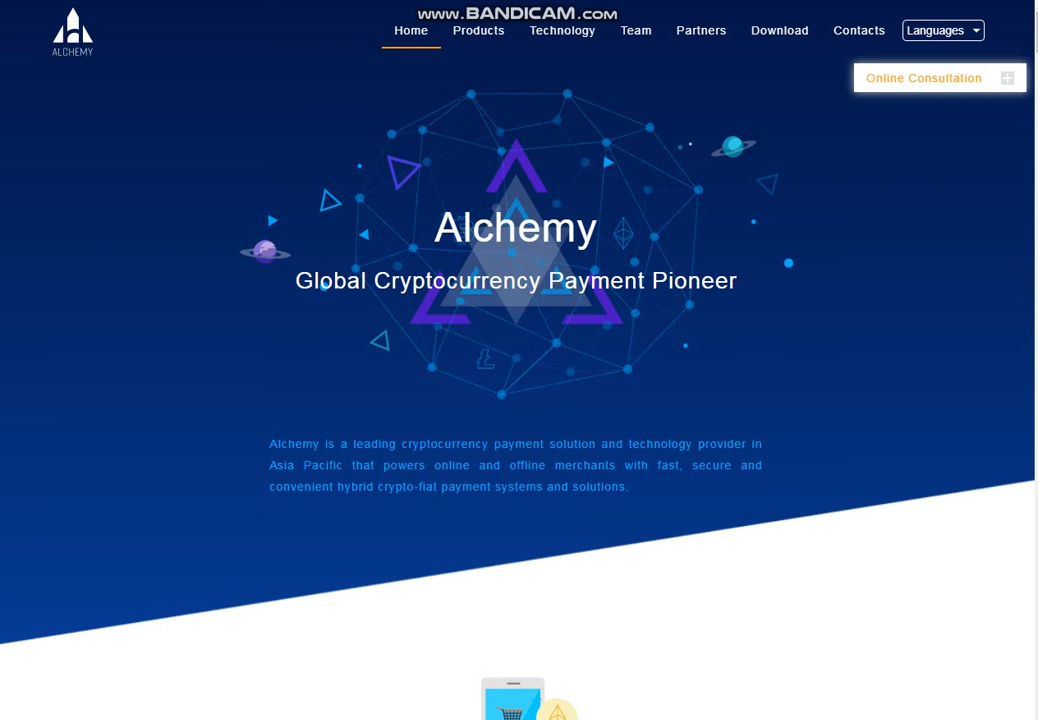 www.BANDICAM.com
ALCHEMY
Home Products Technology Team Partners Download Contacts Languages
Online Consultation
Alchemy
Global Cryptocurrency Payment Pioneer
Alchemy is a leading cryptocurrency payment solution and technology provider in
Asia Pacific that powers online and offline merchants with fast, secure and
convenient hybrid crypto-fiat payment systems and solutions.